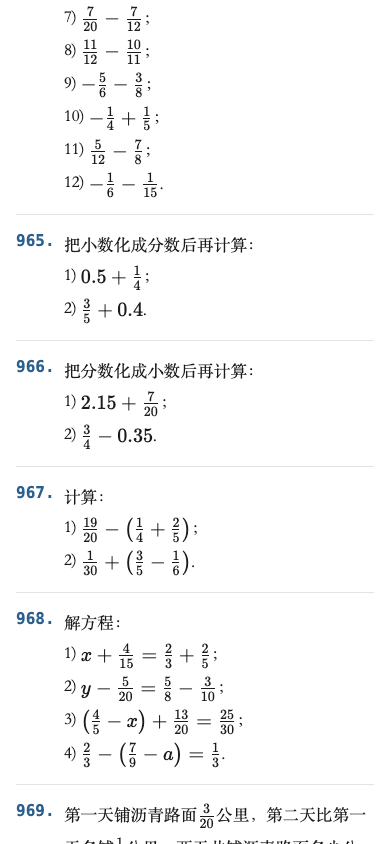 7) 7/20 − 7/12;
8) 11/12 − 10/11;
9) −5/6 − 3/8;
10) −1/4 + 1/5;
11) 5/12 − 7/8;
12) −1/6 − 1/15.
965. 把小数化成分数后再计算:
1) 0.5 + 1/4;
2) 3/5 + 0.4.
966. 把分数化成小数后再计算:
1) 2.15 + 7/20;
2) 3/4 − 0.35.
967. 计算:
1) 19/20 − (1/4 + 2/5);
2) 1/30 + (3/5 − 1/6).
968. 解方程:
1) x + 4/15 = 2/3 + 2/5;
2) y − 5/20 = 5/8 − 3/10;
3) (4/5 − x) + 13/20 = 25/30;
4) 2/3 − (7/9 − a) = 1/3.
969. 第一天铺沥青路面 3/20 公里，第二天比第一